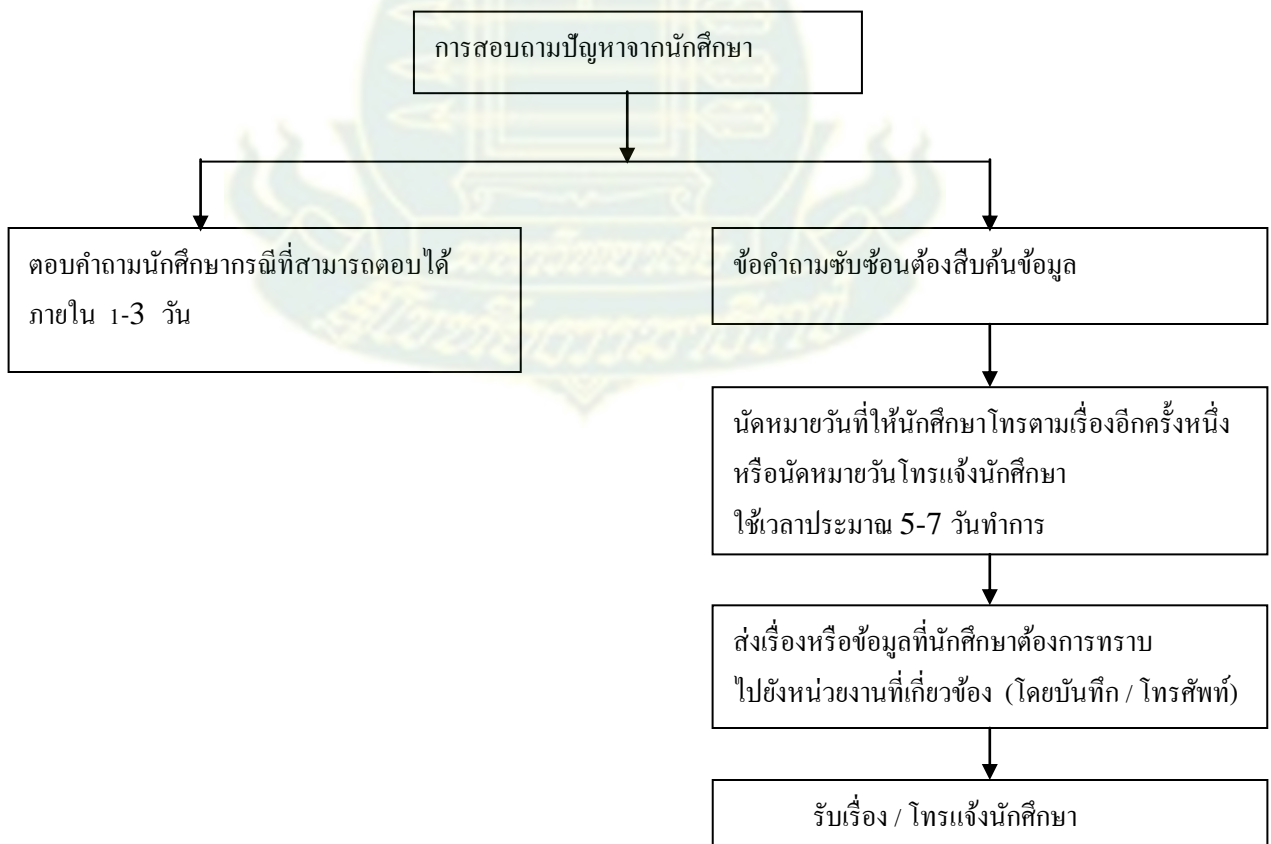 การสอบถามปัญหาจากนักศึกษา
ตอบคำถามนักศึกษากรณีที่สามารถตอบได้
ภายใน 1-3 วัน
ข้อคำถามซับซ้อนต้องสืบค้นข้อมูล
นัดหมายวันที่ให้นักศึกษาโทรตามเรื่องอีกครั้งหนึ่ง
หรือนัดหมายวันโทรแจ้งนักศึกษา
ใช้เวลาประมาณ 5-7 วันทำการ
ส่งเรื่องหรือข้อมูลที่นักศึกษาต้องการทราบ
ไปยังหน่วยงานที่เกี่ยวข้อง (โดยบันทึก / โทรศัพท์)
รับเรื่อง / โทรแจ้งนักศึกษา